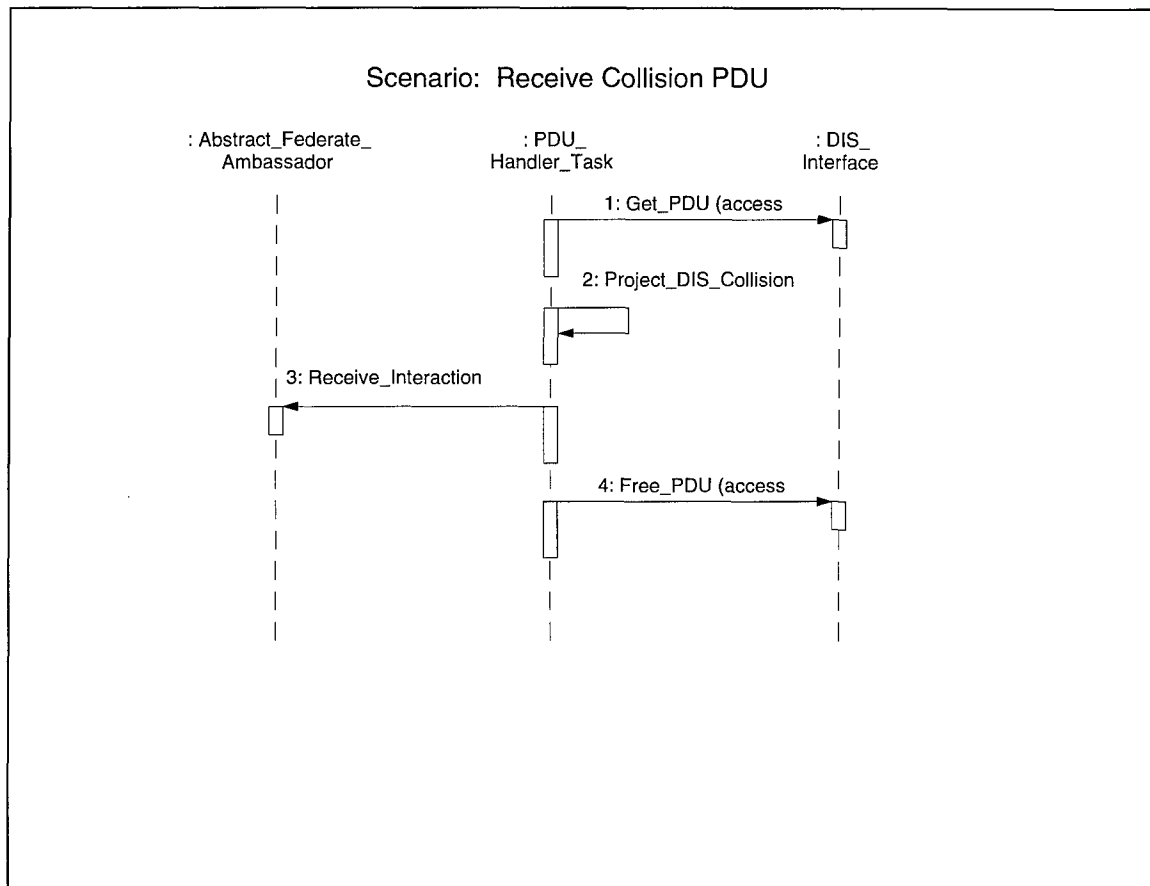 Scenario: Receive Collision PDU
: Abstract_Federate_
Ambassador
: PDU_
Handler_Task
: DIS_
Interface
1: Get_PDU (access
2: Project_DIS_Collision
3: Receive_Interaction
4: Free_PDU (access